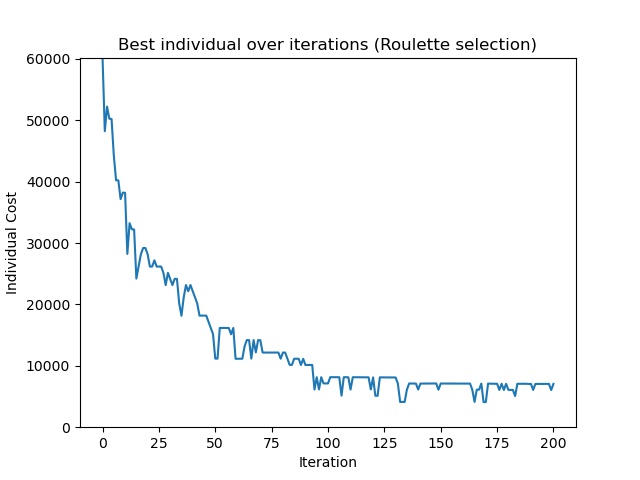 Best individual over iterations (Roulette selection)
60000
50000
40000
30000
20000
10000
0
Individual Cost
0 25 50 75 100 125 150 175 200
Iteration